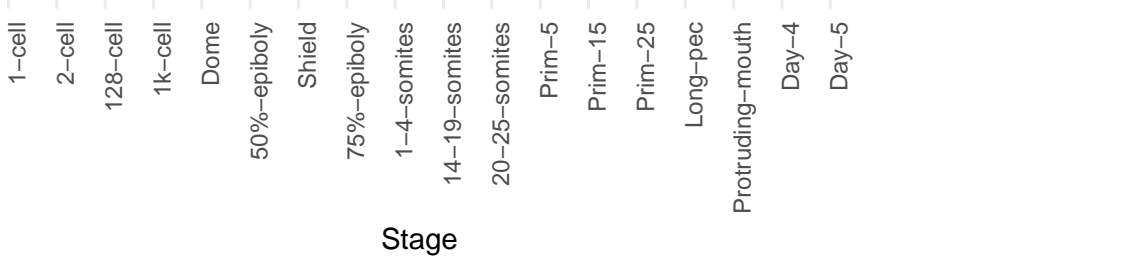 1−cell
2−cell
128−cell
1k−cell
Dome
50%−epiboly
Shield
75%−epiboly
1−4−somites
14−19−somites
20−25−somites
Prim−5
Prim−15
Prim−25
Long−pec
Protruding−mouth
Day−4
Day−5
Stage